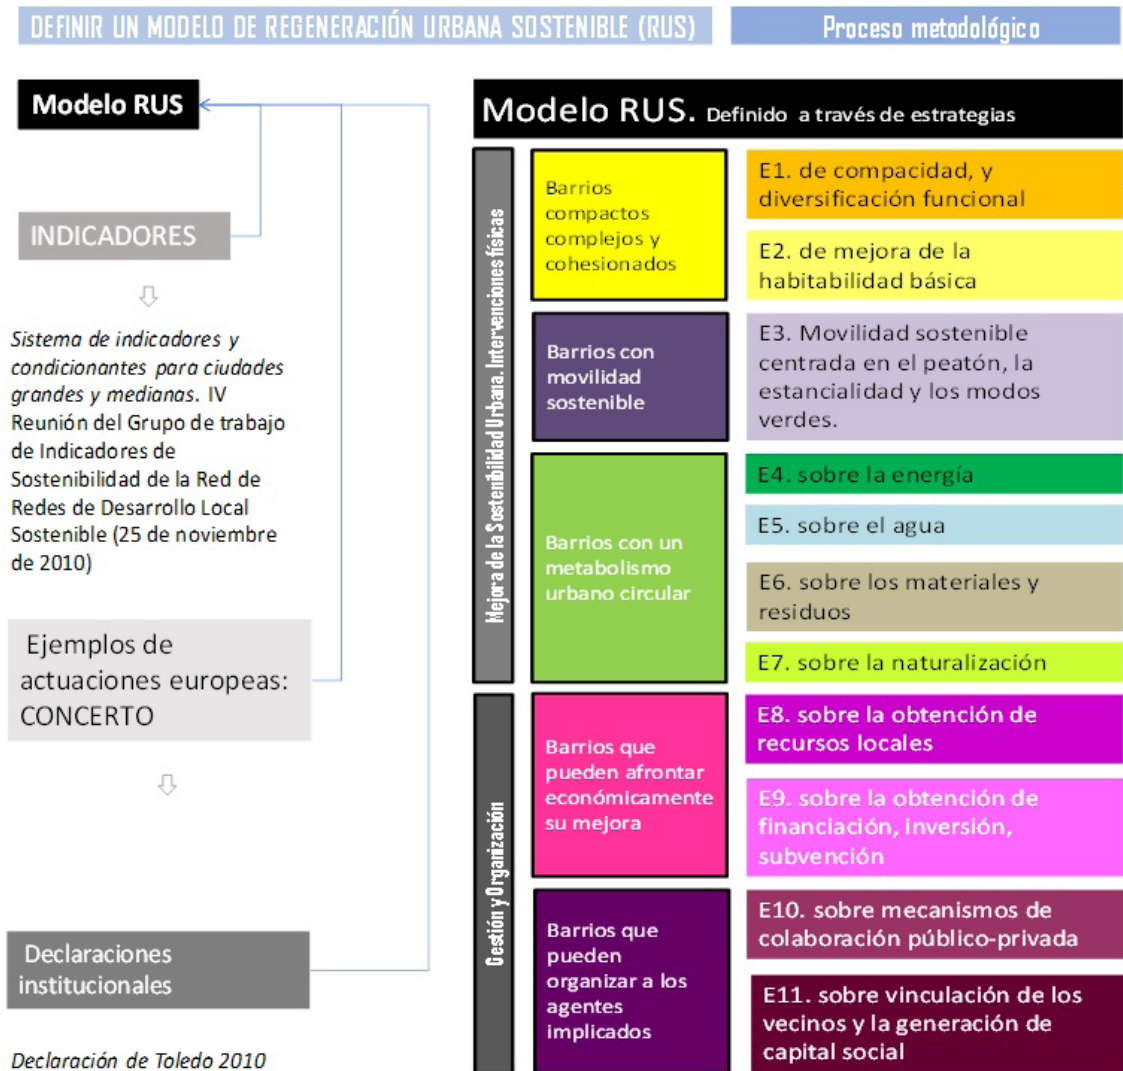 DEFINIR UN MODELO DE REGENERACIÓN URBANA SOSTENIBLE (RUS)
Proceso metodológico
Modelo RUS
INDICADORES
Sistema de indicadores y
condicionantes para ciudades
grandes y medianas. IV
Reunión del Grupo de trabajo
de Indicadores de
Sostenibilidad de la Red de
Redes de Desarrollo Local
Sostenible (25 de noviembre
de 2010)
Ejemplos de
actuaciones europeas:
CONCERTO
Declaraciones
institucionales
Declaración de Toledo 2010
Modelo RUS. Definido a través de estrategias
Mejora de la Sostenibilidad Urbana. Intervenciones físicas
Barrios
compactos
complejos y
cohesionados
E1. de compacidad, y
diversificación funcional
E2. de mejora de la
habitabilidad básica
Barrios con
movilidad
sostenible
E3. Movilidad sostenible
centrada en el peatón, la
estancialidad y los modos
verdes.
Barrios con un
metabolismo
urbano circular
E4. sobre la energía
E5. sobre el agua
E6. sobre los materiales y
residuos
E7. sobre la naturalización
Gestión y Organización
Barrios que
pueden afrontar
económicamente
su mejora
E8. sobre la obtención de
recursos locales
E9. sobre la obtención de
financiación, inversión,
subvención
Barrios que
pueden
organizar a los
agentes
implicados
E10. sobre mecanismos de
colaboración público-privada
E11. sobre vinculación de los
vecinos y la generación de
capital social